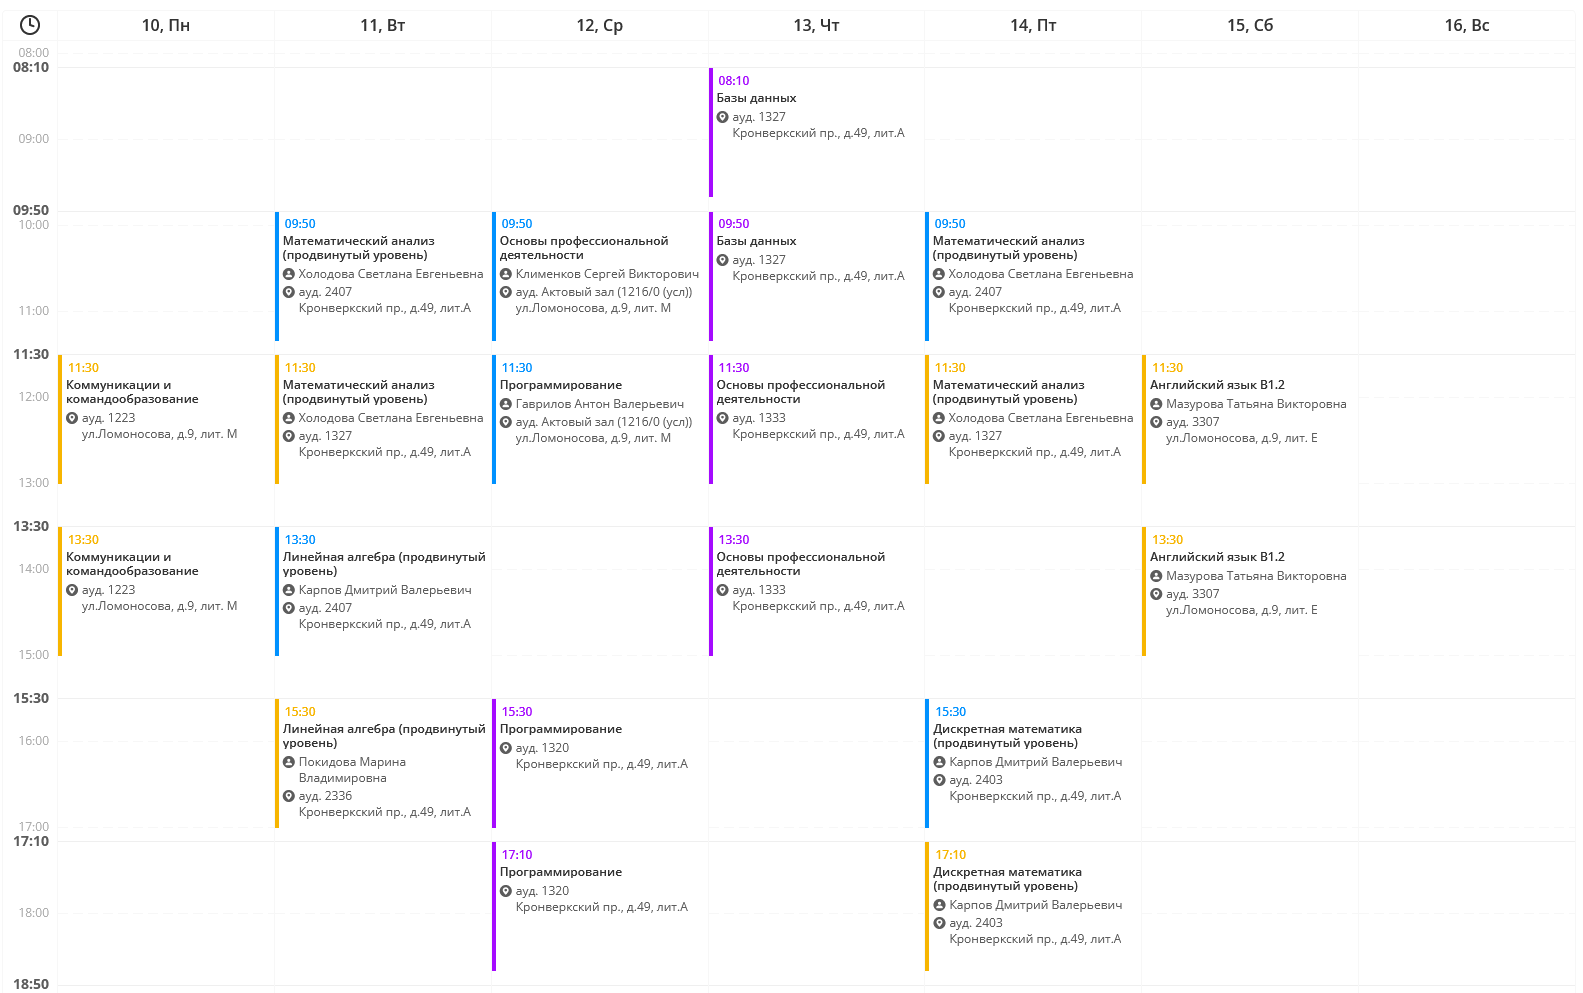 10, Пн
11, Вт
12, Ср
13, Чт
14, Пт
15, Сб
16, Вс
08:00
08:10
09:00
09:50
10:00
11:00
11:30
12:00
13:00
13:30
14:00
15:00
15:30
16:00
17:00
17:10
18:00
18:50
11:30
Коммуникации и
командообразование
ауд. 1223
ул.Ломоносова, д.9, лит. М
13:30
Коммуникации и
командообразование
ауд. 1223
ул.Ломоносова, д.9, лит. М
09:50
Математический анализ
(продвинутый уровень)
Холодова Светлана Евгеньевна
ауд. 2407
Кронверкский пр., д.49, лит.А
11:30
Математический анализ
(продвинутый уровень)
Холодова Светлана Евгеньевна
ауд. 1327
Кронверкский пр., д.49, лит.А
13:30
Линейная алгебра (продвинутый
уровень)
Карпов Дмитрий Валерьевич
ауд. 2407
Кронверкский пр., д.49, лит.А
15:30
Линейная алгебра (продвинутый
уровень)
Покидова Марина
Владимировна
ауд. 2336
Кронверкский пр., д.49, лит.А
09:50
Основы профессиональной
деятельности
Клименков Сергей Викторович
ауд. Актовый зал (1216/0 (усл))
ул.Ломоносова, д.9, лит. М
11:30
Программирование
Гаврилов Антон Валерьевич
ауд. Актовый зал (1216/0 (усл))
ул.Ломоносова, д.9, лит. М
15:30
Программирование
ауд. 1320
Кронверкский пр., д.49, лит.А
17:10
Программирование
ауд. 1320
Кронверкский пр., д.49, лит.А
08:10
Базы данных
ауд. 1327
Кронверкский пр., д.49, лит.А
09:50
Базы данных
ауд. 1327
Кронверкский пр., д.49, лит.А
11:30
Основы профессиональной
деятельности
ауд. 1333
Кронверкский пр., д.49, лит.А
13:30
Основы профессиональной
деятельности
ауд. 1333
Кронверкский пр., д.49, лит.А
09:50
Математический анализ
(продвинутый уровень)
Холодова Светлана Евгеньевна
ауд. 2407
Кронверкский пр., д.49, лит.А
11:30
Математический анализ
(продвинутый уровень)
Холодова Светлана Евгеньевна
ауд. 1327
Кронверкский пр., д.49, лит.А
15:30
Дискретная математика
(продвинутый уровень)
Карпов Дмитрий Валерьевич
ауд. 2403
Кронверкский пр., д.49, лит.А
17:10
Дискретная математика
(продвинутый уровень)
Карпов Дмитрий Валерьевич
ауд. 2403
Кронверкский пр., д.49, лит.А
11:30
Английский язык B1.2
Мазурова Татьяна Викторовна
ауд. 3307
ул.Ломоносова, д.9, лит. Е
13:30
Английский язык B1.2
Мазурова Татьяна Викторовна
ауд. 3307
ул.Ломоносова, д.9, лит. Е